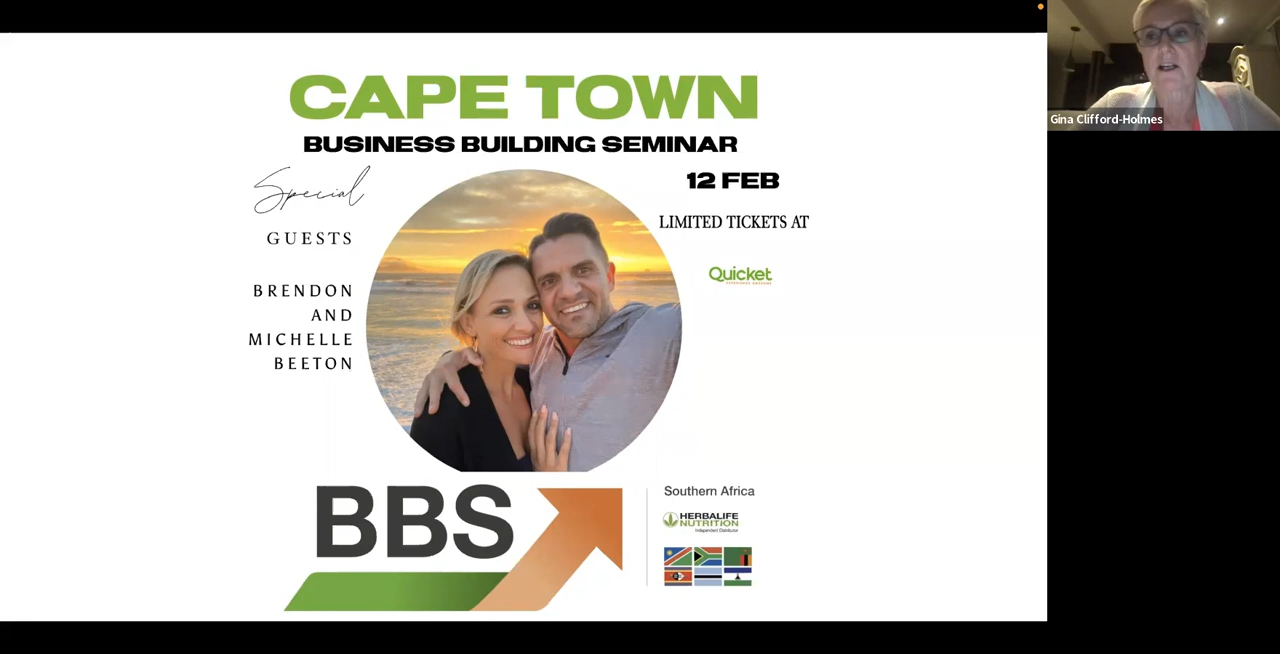 CAPE TOWN
BUSINESS BUILDING SEMINAR
Special
GUESTS
BRENDON
AND
MICHELLE
BEETON
12 FEB
LIMITED TICKETS AT
Quicket
BBS
Southern Africa
HERBALIFE
NUTRITION
Independent Distributor
Gina Clifford-Holmes